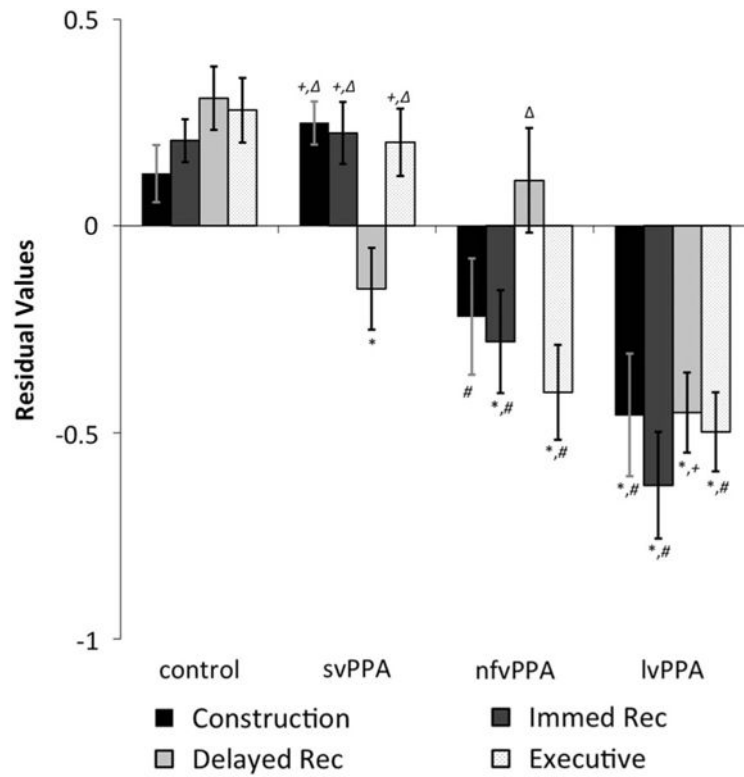 0.5
+,Δ +,Δ +,Δ Δ
0
Residual Values
*
#
*,#
*,#
-0.5
*,# *,+ *,#
*,#
-1
control svPPA nfvPPA lvPPA
Construction Immed Rec
Delayed Rec Executive